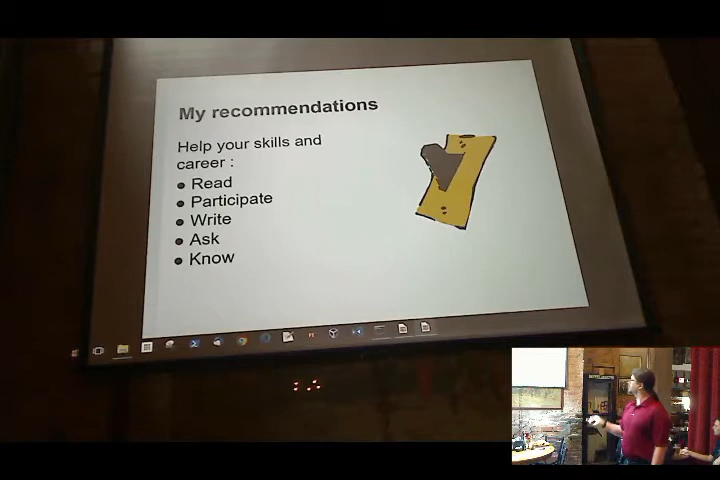 My recommendations
Help your skills and
career :
Read
Participate
Write
Ask
Know